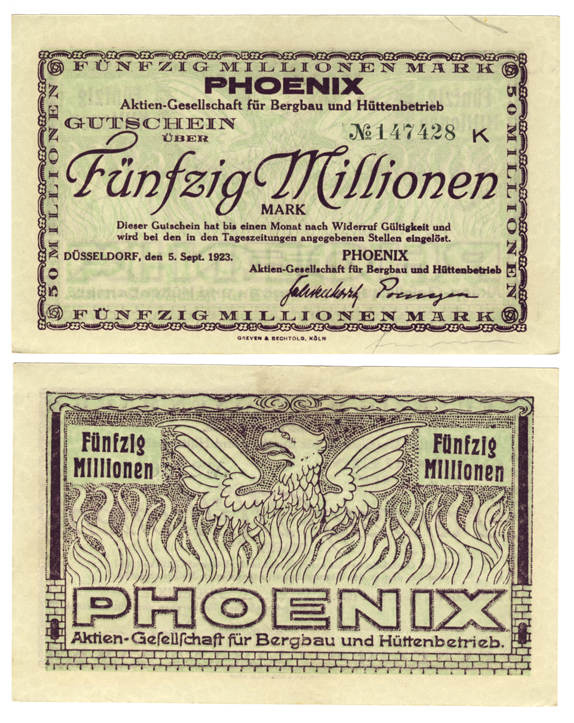 FÜNFZIG MILLIONEN MARK
50 MILLIONEN
50 MILLIONEN
PHOENIX
Aktien-Gesellschaft für Bergbau und Hüttenbetrieb
GUTSCHEIN
ÜBER
№147428 K
Fünfzig Millionen
MARK
Dieser Gutschein hat bis einen Monat nach Widerruf Gültigkeit und
wird bei den in den Tageszeitungen angegebenen Stellen eingelöst.
DÜSSELDORF, den 5. Sept. 1923.
PHOENIX
Aktien-Gesellschaft für Bergbau und Hüttenbetrieb
FÜNFZIG MILLIONEN MARK
GREVEN & BECHTOLD, KÖLN
Fünfzig
Millionen
Fünfzig
Millionen
PHOENIX
Aktien-Geſellſchaft für Bergbau und Hüttenbetrieb.